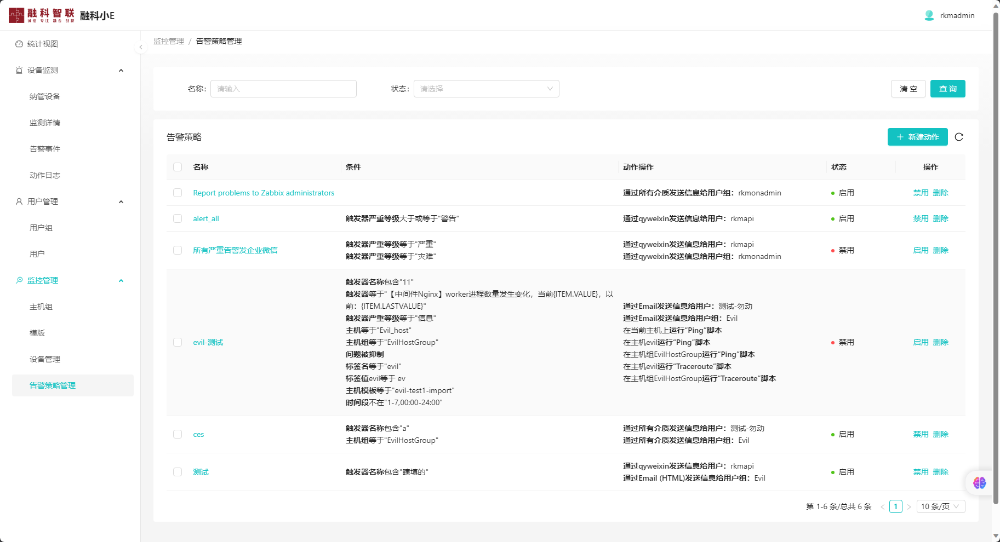 融科智联
诚信 专注 融合 创新
融科小E
rkmadmin
统计视图
设备监测
纳管设备
监测详情
告警事件
动作日志
用户管理
用户组
用户
监控管理
主机组
模版
设备管理
告警策略管理
监控管理 / 告警策略管理
名称: 请输入 状态: 请选择 清 空 查 询
告警策略 新建动作
名称 条件 动作操作 状态 操作
Report problems to Zabbix administrators 通过所有介质发送信息给用户组：rkmonadmin 启用 禁用 删除
alert_all 触发器严重等级大于或等于"警告" 通过qyweixin发送信息给用户：rkmapi 启用 禁用 删除
所有严重告警发企业微信
触发器严重等级等于"严重"
触发器严重等级等于"灾难"
通过qyweixin发送信息给用户：rkmapi
通过qyweixin发送信息给用户组：rkmonadmin
禁用 启用 删除
evil-测试
触发器名称包含"11"
触发器等于"【中间件Nginx】worker进程数量发生变化，当前{ITEM.VALUE}，以
前：{ITEM.LASTVALUE}"
触发器严重等级等于"信息"
主机等于"Evil_host"
主机组等于"EvilHostGroup"
问题被抑制
标签名等于"evil"
标签值evil等于 ev
主机模板等于"evil-test1-import"
时间段不在"1-7,00:00-24:00"
通过Email发送信息给用户：测试-勿动
通过Email发送信息给用户组：Evil
在当前主机上运行“Ping”脚本
在主机evil运行“Ping”脚本
在主机组EvilHostGroup运行“Ping”脚本
在主机evil运行“Traceroute”脚本
在主机组EvilHostGroup运行“Traceroute”脚本
禁用 启用 删除
ces
触发器名称包含"a"
主机组等于"EvilHostGroup"
通过所有介质发送信息给用户：测试-勿动
通过所有介质发送信息给用户组：Evil
启用 禁用 删除
测试
触发器名称包含"瞎填的"
通过qyweixin发送信息给用户：rkmapi
通过Email (HTML)发送信息给用户组：Evil
启用 禁用 删除
第 1-6 条/总共 6 条 < 1 > 10 条/页